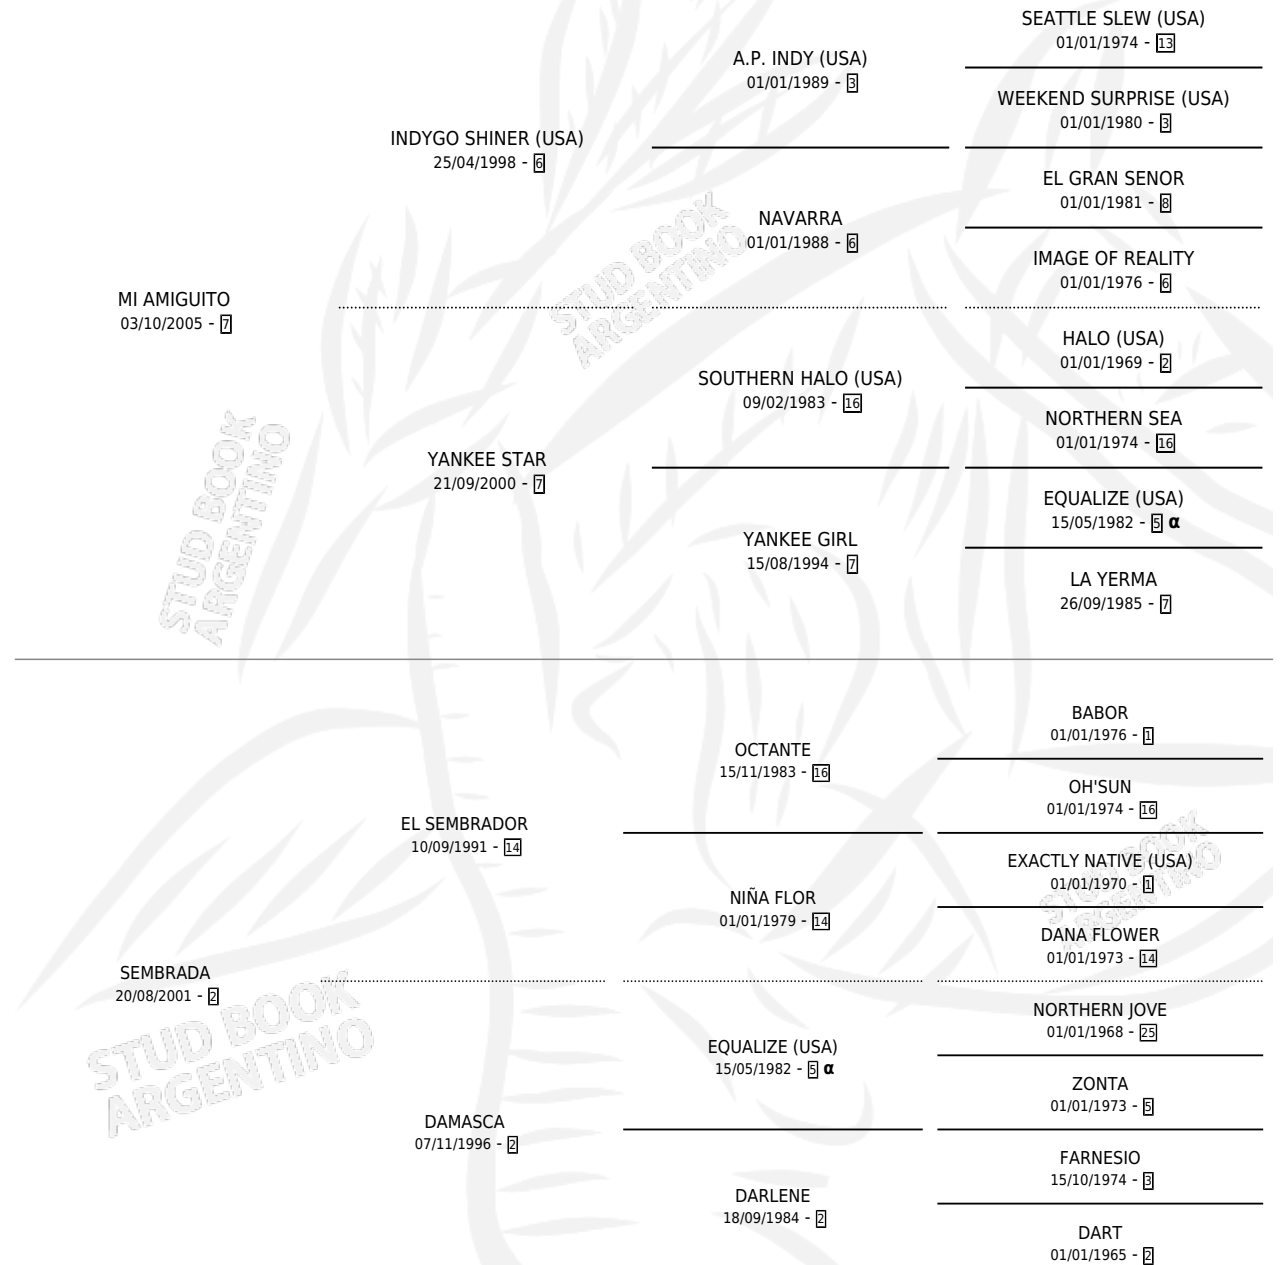 SEATTLE SLEW (USA)
01/01/1974 - 13
A.P. INDY (USA)
01/01/1989 - 3
WEEKEND SURPRISE (USA)
01/01/1980 - 3
INDYGO SHINER (USA)
25/04/1998 - 6
EL GRAN SENOR
01/01/1981 - 8
NAVARRA
01/01/1988 - 6
IMAGE OF REALITY
01/01/1976 - 6
MI AMIGUITO
03/10/2005 - 7
HALO (USA)
01/01/1969 - 2
SOUTHERN HALO (USA)
09/02/1983 - 16
NORTHERN SEA
01/01/1974 - 16
YANKEE STAR
21/09/2000 - 7
EQUALIZE (USA)
15/05/1982 - 5 α
YANKEE GIRL
15/08/1994 - 7
LA YERMA
26/09/1985 - 7
BABOR
01/01/1976 - 1
OCTANTE
15/11/1983 - 16
OH'SUN
01/01/1974 - 16
EL SEMBRADOR
10/09/1991 - 14
EXACTLY NATIVE (USA)
01/01/1970 - 1
NIÑA FLOR
01/01/1979 - 14
DANA FLOWER
01/01/1973 - 14
SEMBRADA
20/08/2001 - 2
NORTHERN JOVE
01/01/1968 - 25
EQUALIZE (USA)
15/05/1982 - 5 α
ZONTA
01/01/1973 - 5
DAMASCA
07/11/1996 - 2
FARNESIO
15/10/1974 - 3
DARLENE
18/09/1984 - 2
DART
01/01/1965 - 2
STUD BOOK
ARGENTINO
STUD BOOK
ARGENTINO
STUD BOOK
ARGENTINO
STUD BOOK
ARGENTINO